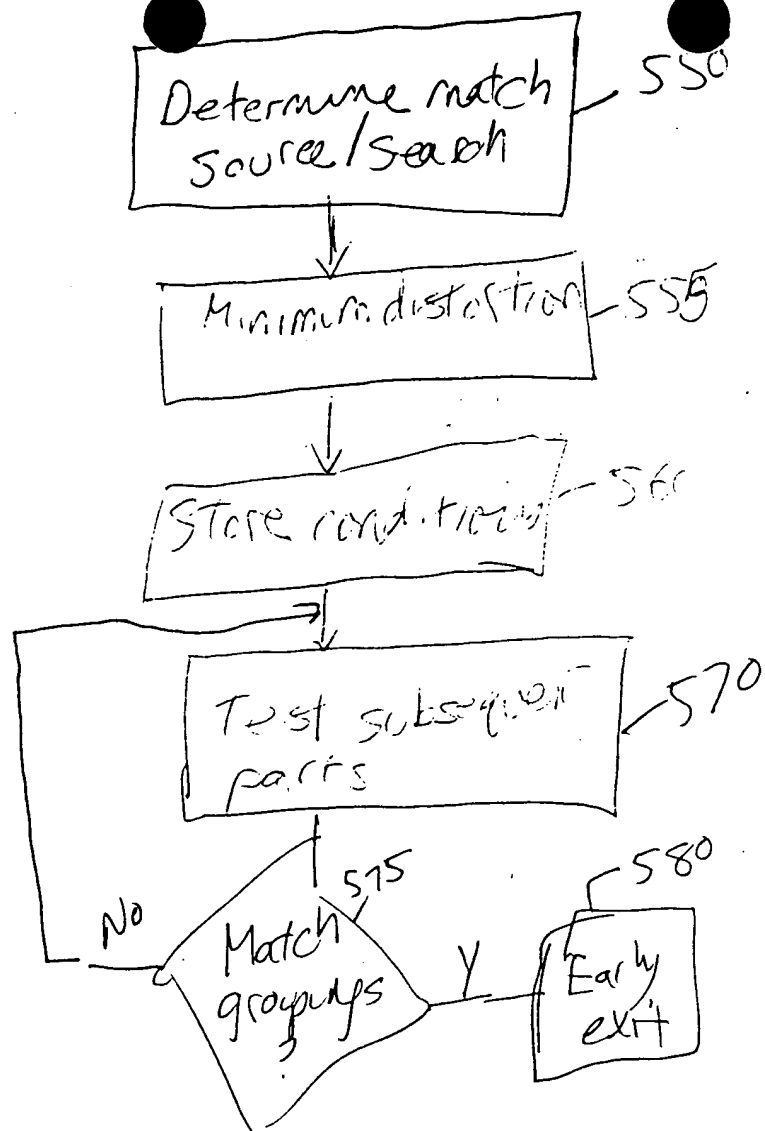 Determine match
source/search
550
Minimum distortion
555
Store conditions
560
Test subsequent
parts
570
575
580
No
Match
groupings
?
Y
Early
exit